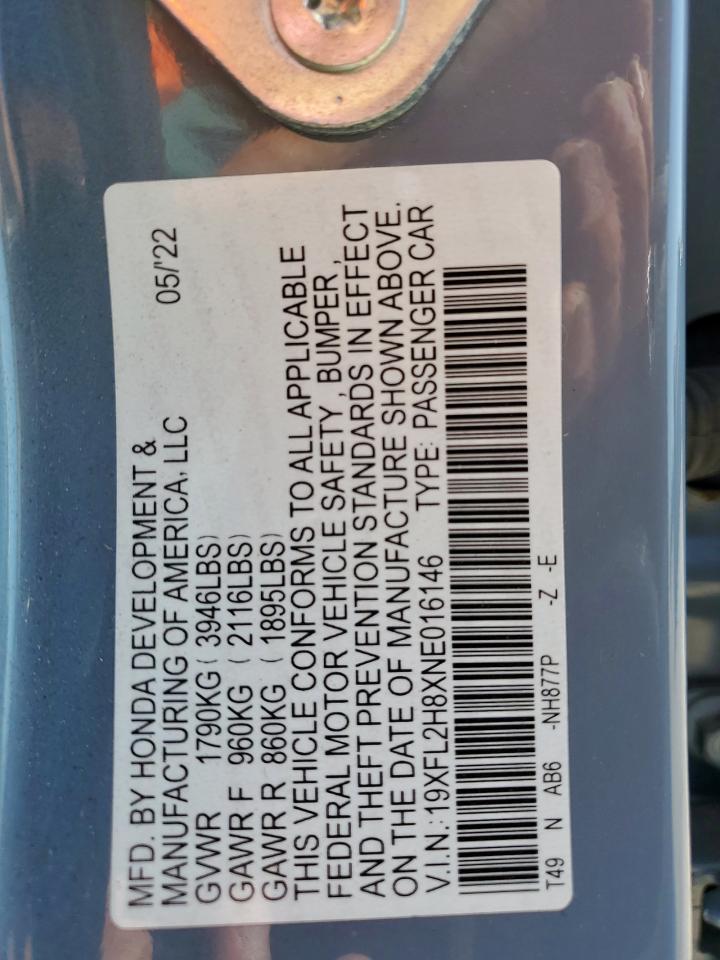 MFD. BY HONDA DEVELOPMENT &
MANUFACTURING OF AMERICA, LLC 05/'22
GVWR 1790KG ( 3946LBS)
GAWR F 960KG ( 2116LBS)
GAWR R 860KG ( 1895LBS)
THIS VEHICLE CONFORMS TO ALL APPLICABLE
FEDERAL MOTOR VEHICLE SAFETY , BUMPER ,
AND THEFT PREVENTION STANDARDS IN EFFECT
ON THE DATE OF MANUFACTURE SHOWN ABOVE.
V.I.N.:19XFL2H8XNE016146 TYPE: PASSENGER CAR
T49 N AB6 -NH877P -Z -E